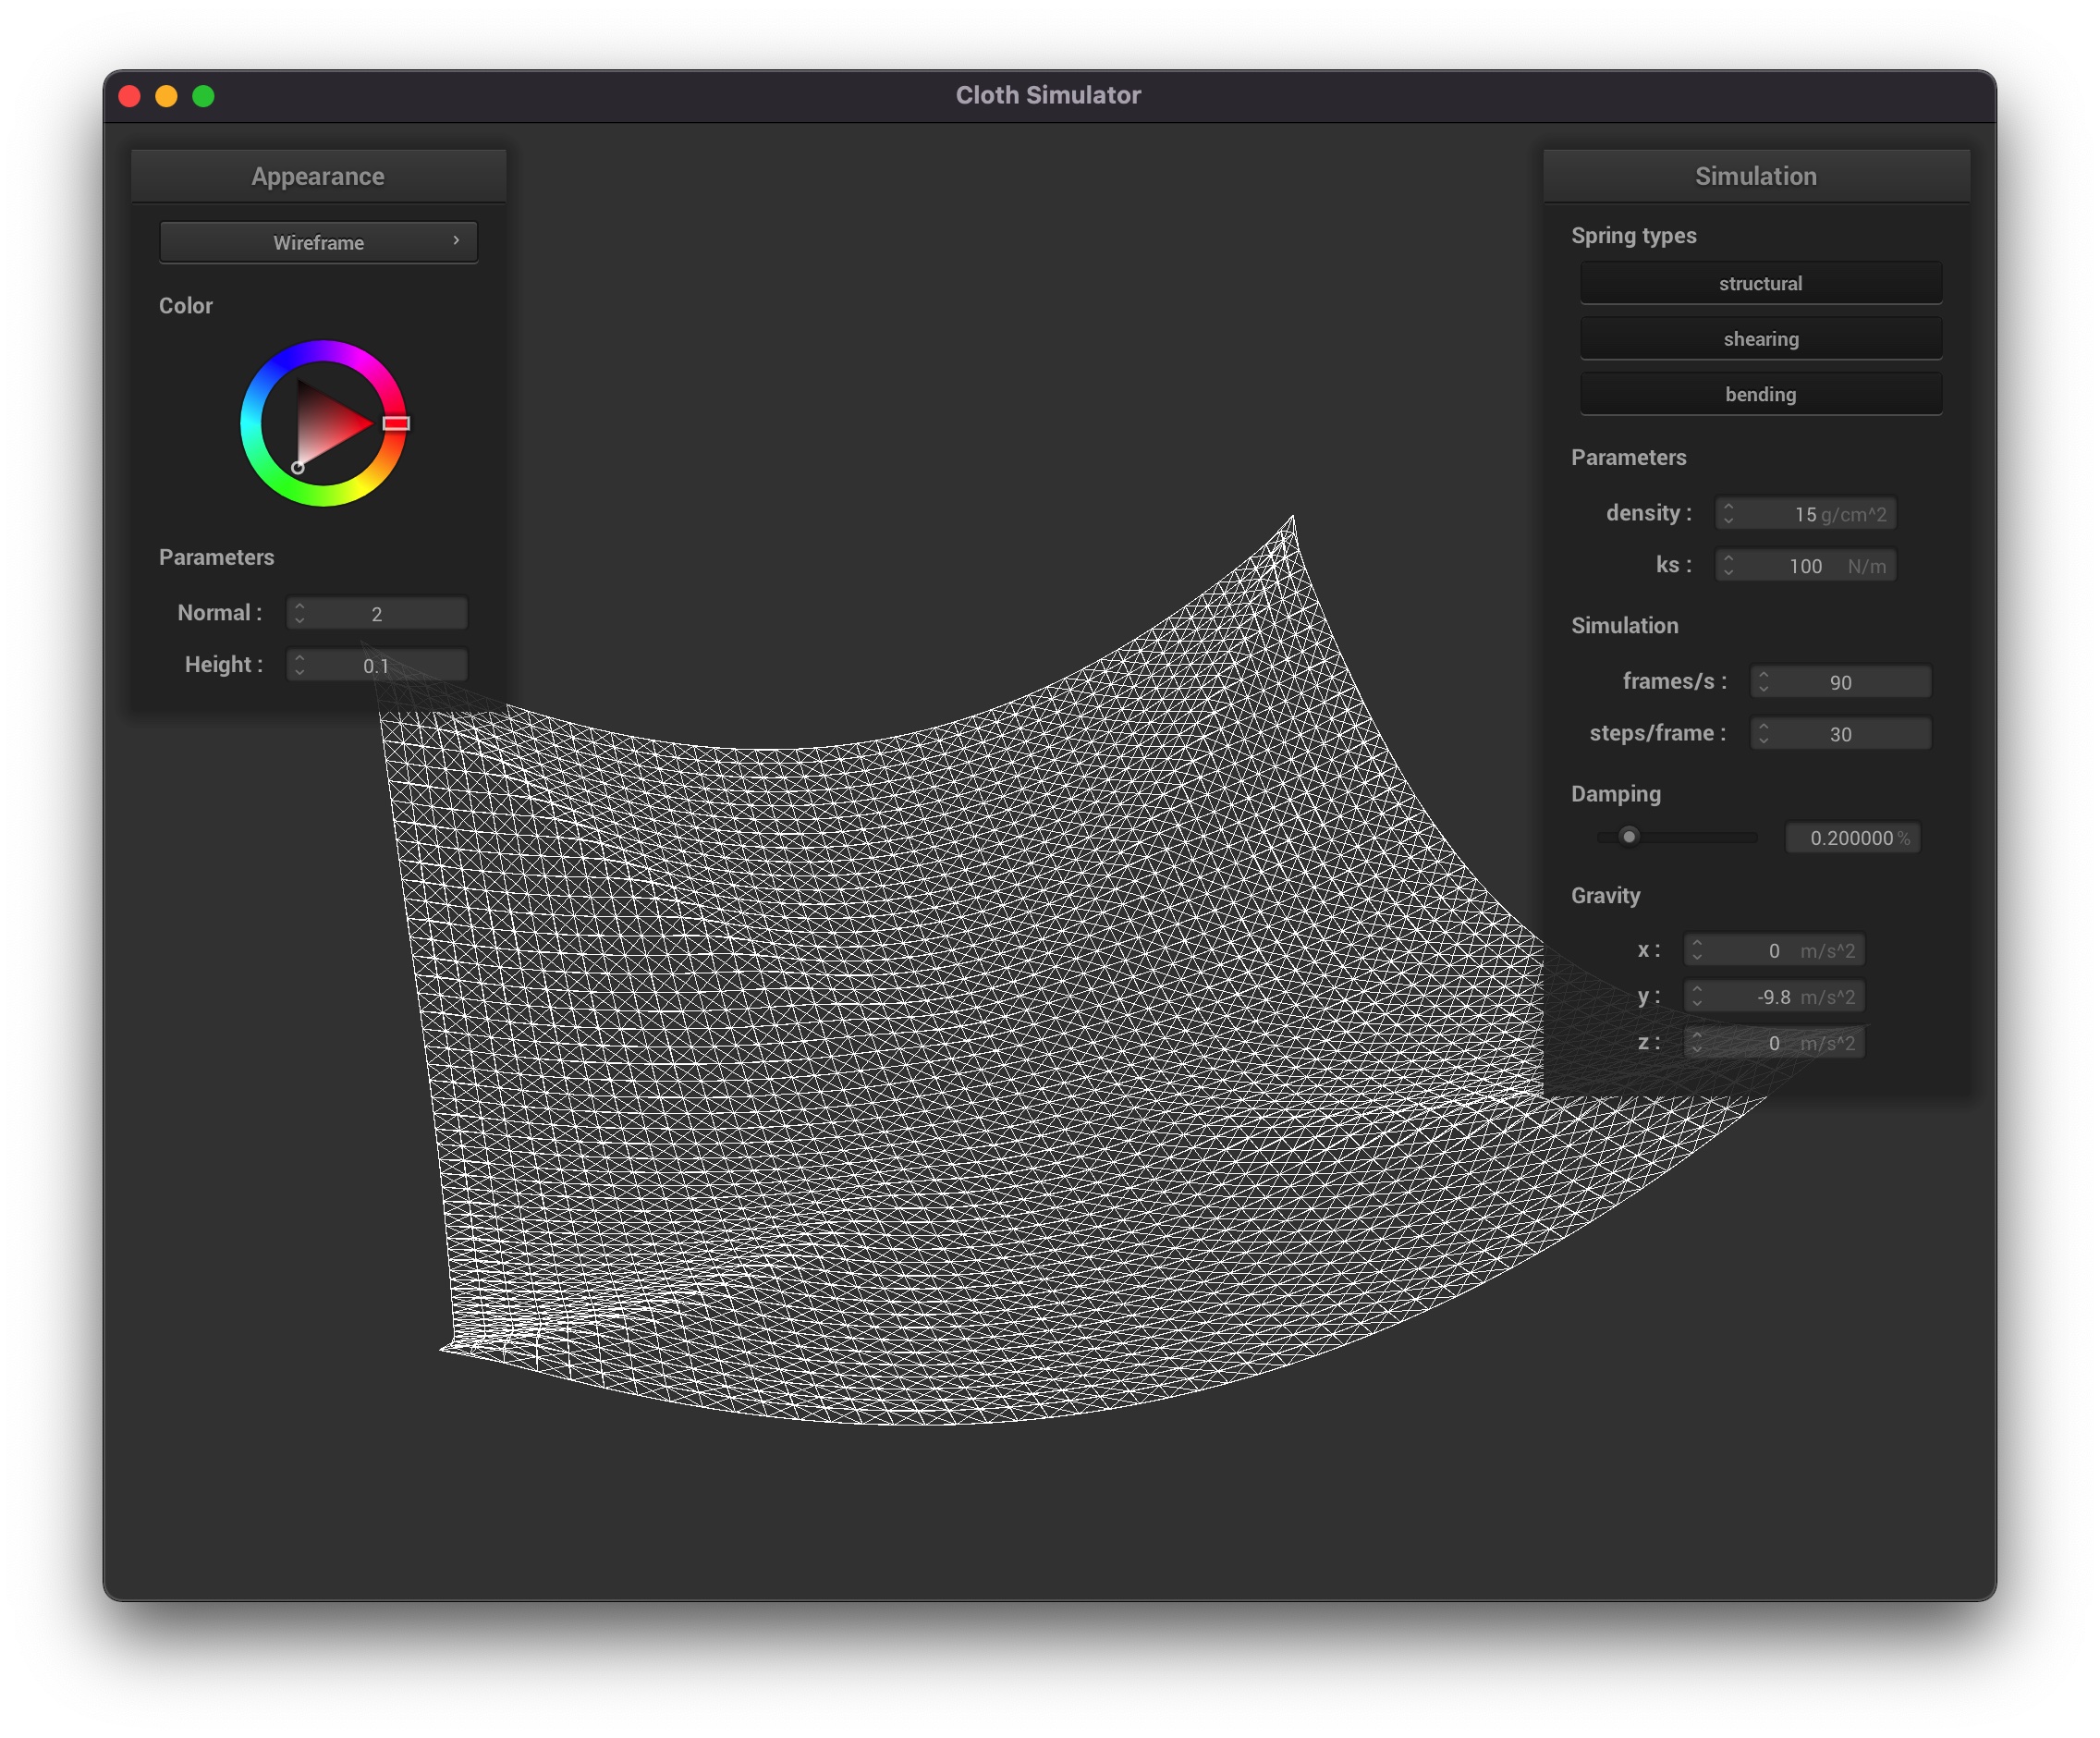 Cloth Simulator
Appearance
Wireframe
Color
Parameters
Normal : 2
Height : 0.1
Simulation
Spring types
structural
shearing
bending
Parameters
density : 15 g/cm^2
ks : 100 N/m
Simulation
frames/s : 90
steps/frame : 30
Damping
0.200000 %
Gravity
x : 0 m/s^2
y : -9.8 m/s^2
z : 0 m/s^2